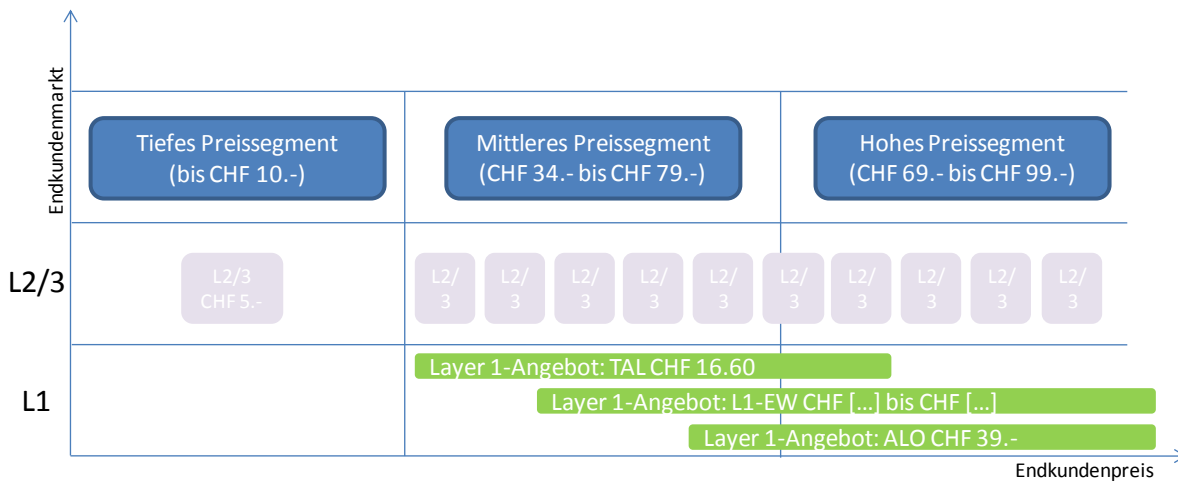 Endkundenmarkt
Tiefes Preissegment
(bis CHF 10.-)
Mittleres Preissegment
(CHF 34.- bis CHF 79.-)
Hohes Preissegment
(CHF 69.- bis CHF 99.-)
L2/3
L2/3
CHF 5.-
L2/
3
L2/
3
L2/
3
L2/
3
L2/
3
L2/
3
L2/
3
L2/
3
L2/
3
L2/
3
L1
Layer 1-Angebot: TAL CHF 16.60
Layer 1-Angebot: L1-EW CHF [...] bis CHF [...]
Layer 1-Angebot: ALO CHF 39.-
Endkundenpreis